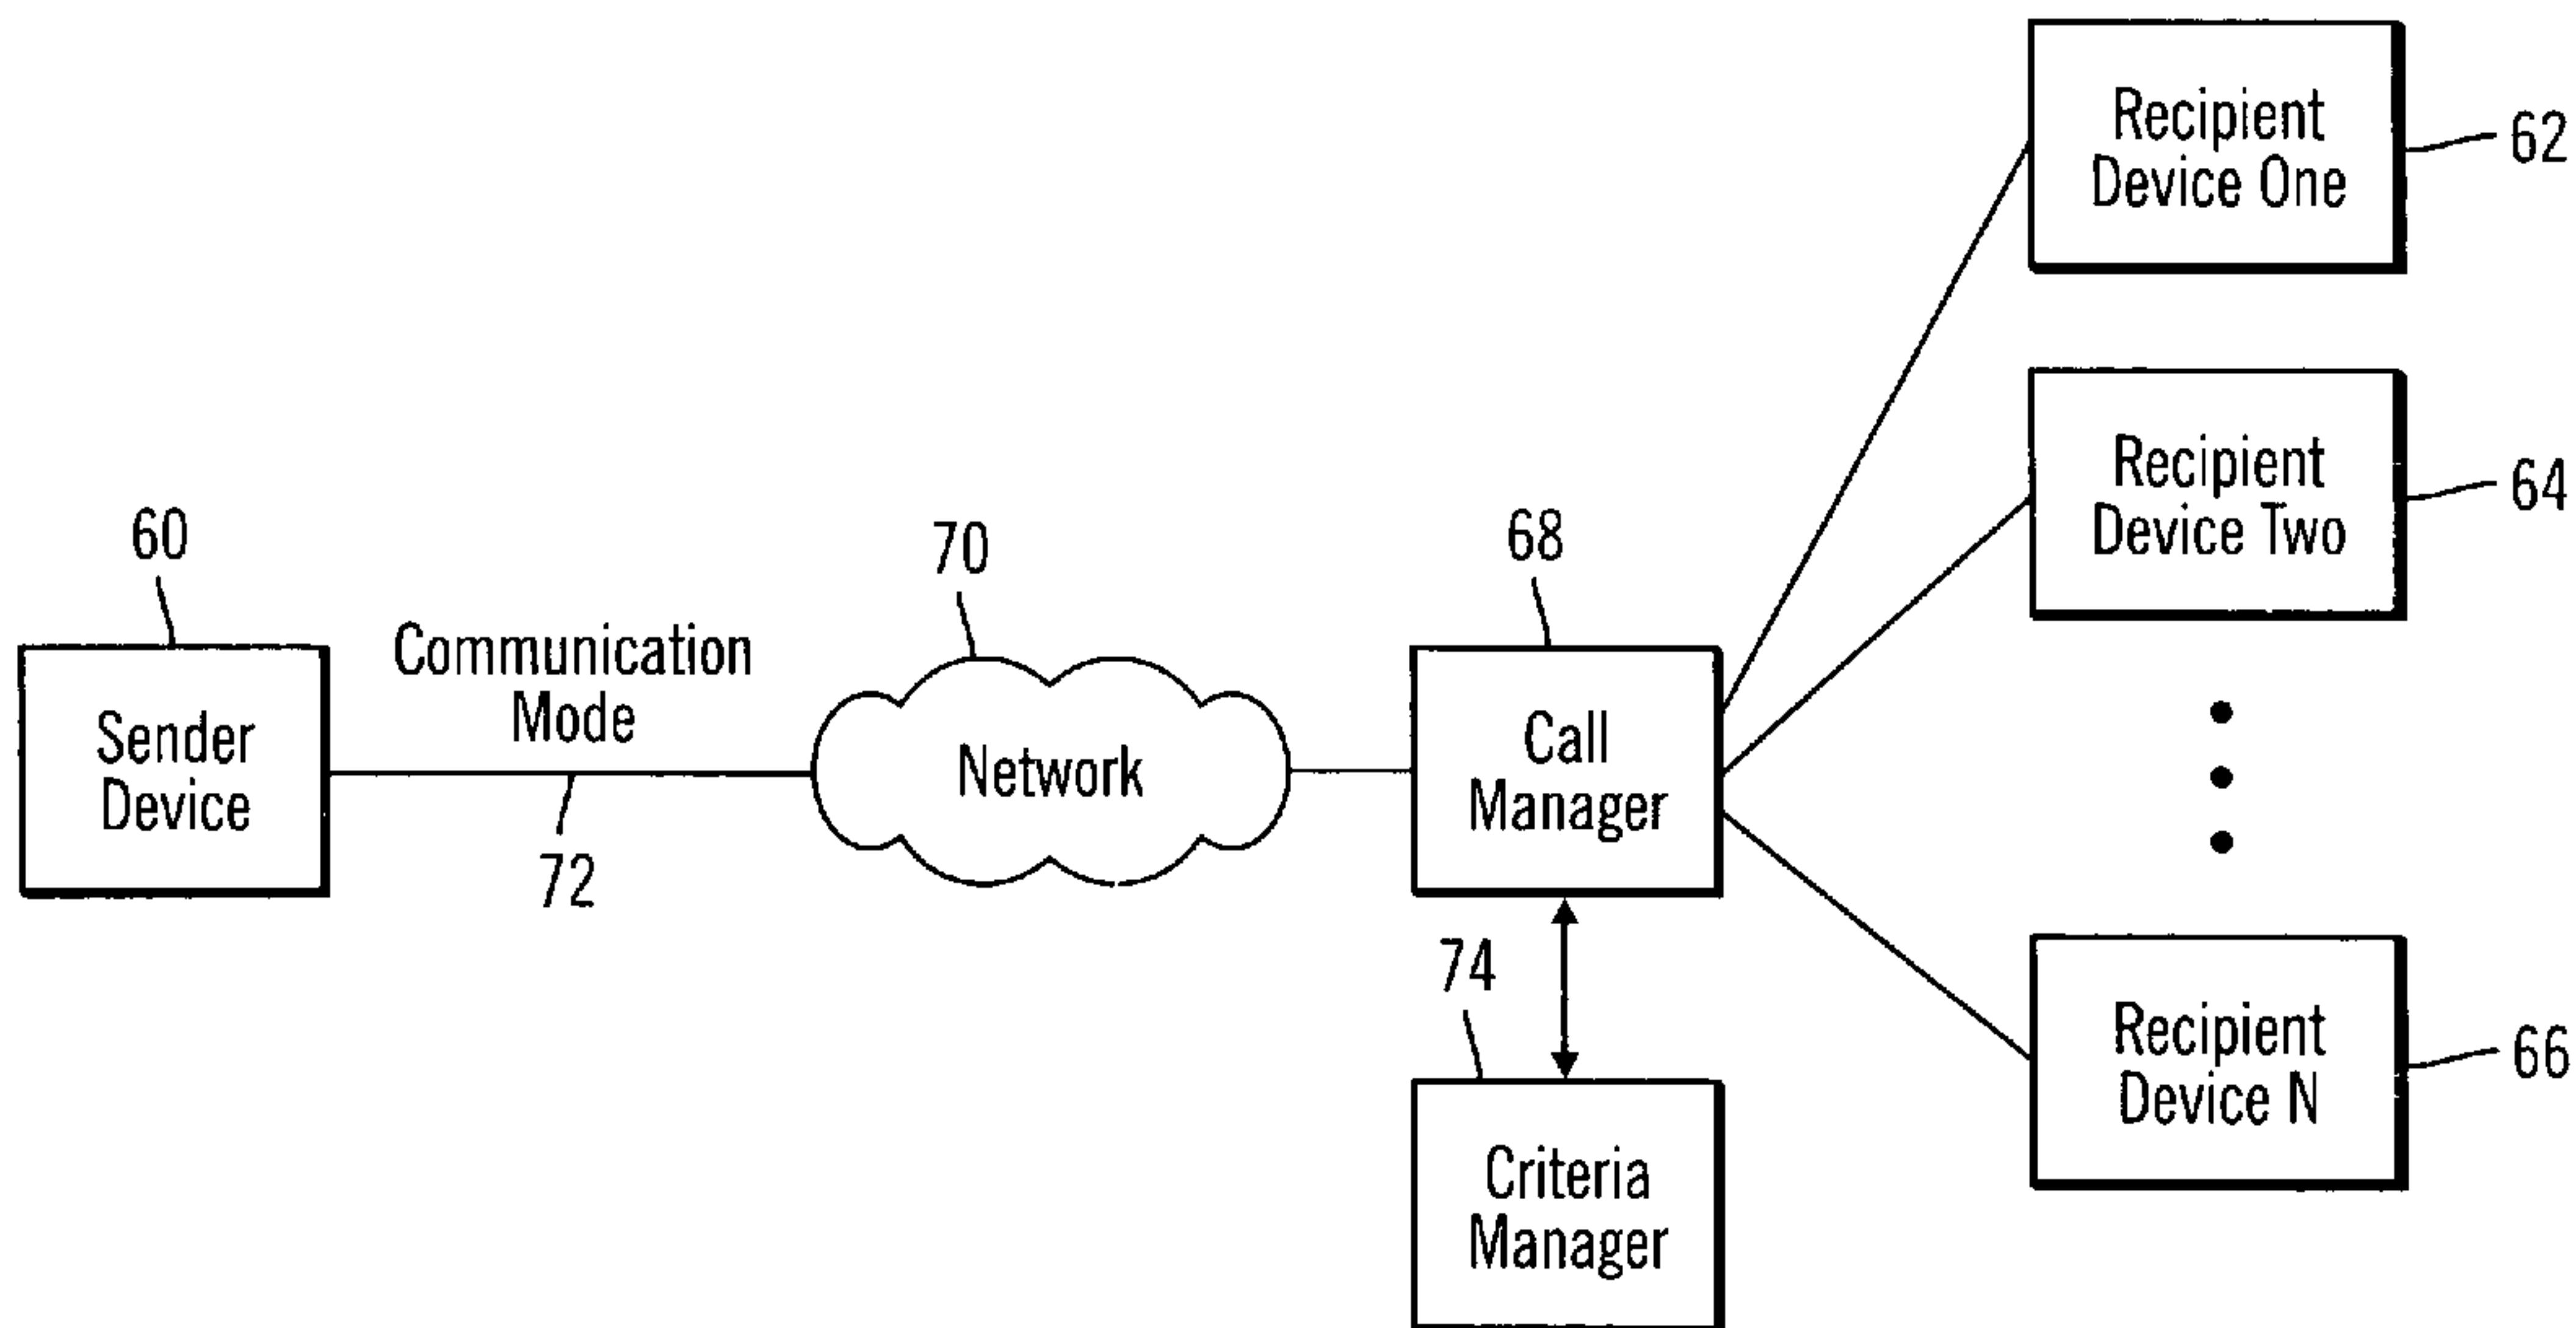 Recipient
Device One
62
Recipient
Device Two
64
60
70
68
Communication
Mode
Sender
Device
Network
Call
Manager
72
74
Recipient
Device N
66
Criteria
Manager